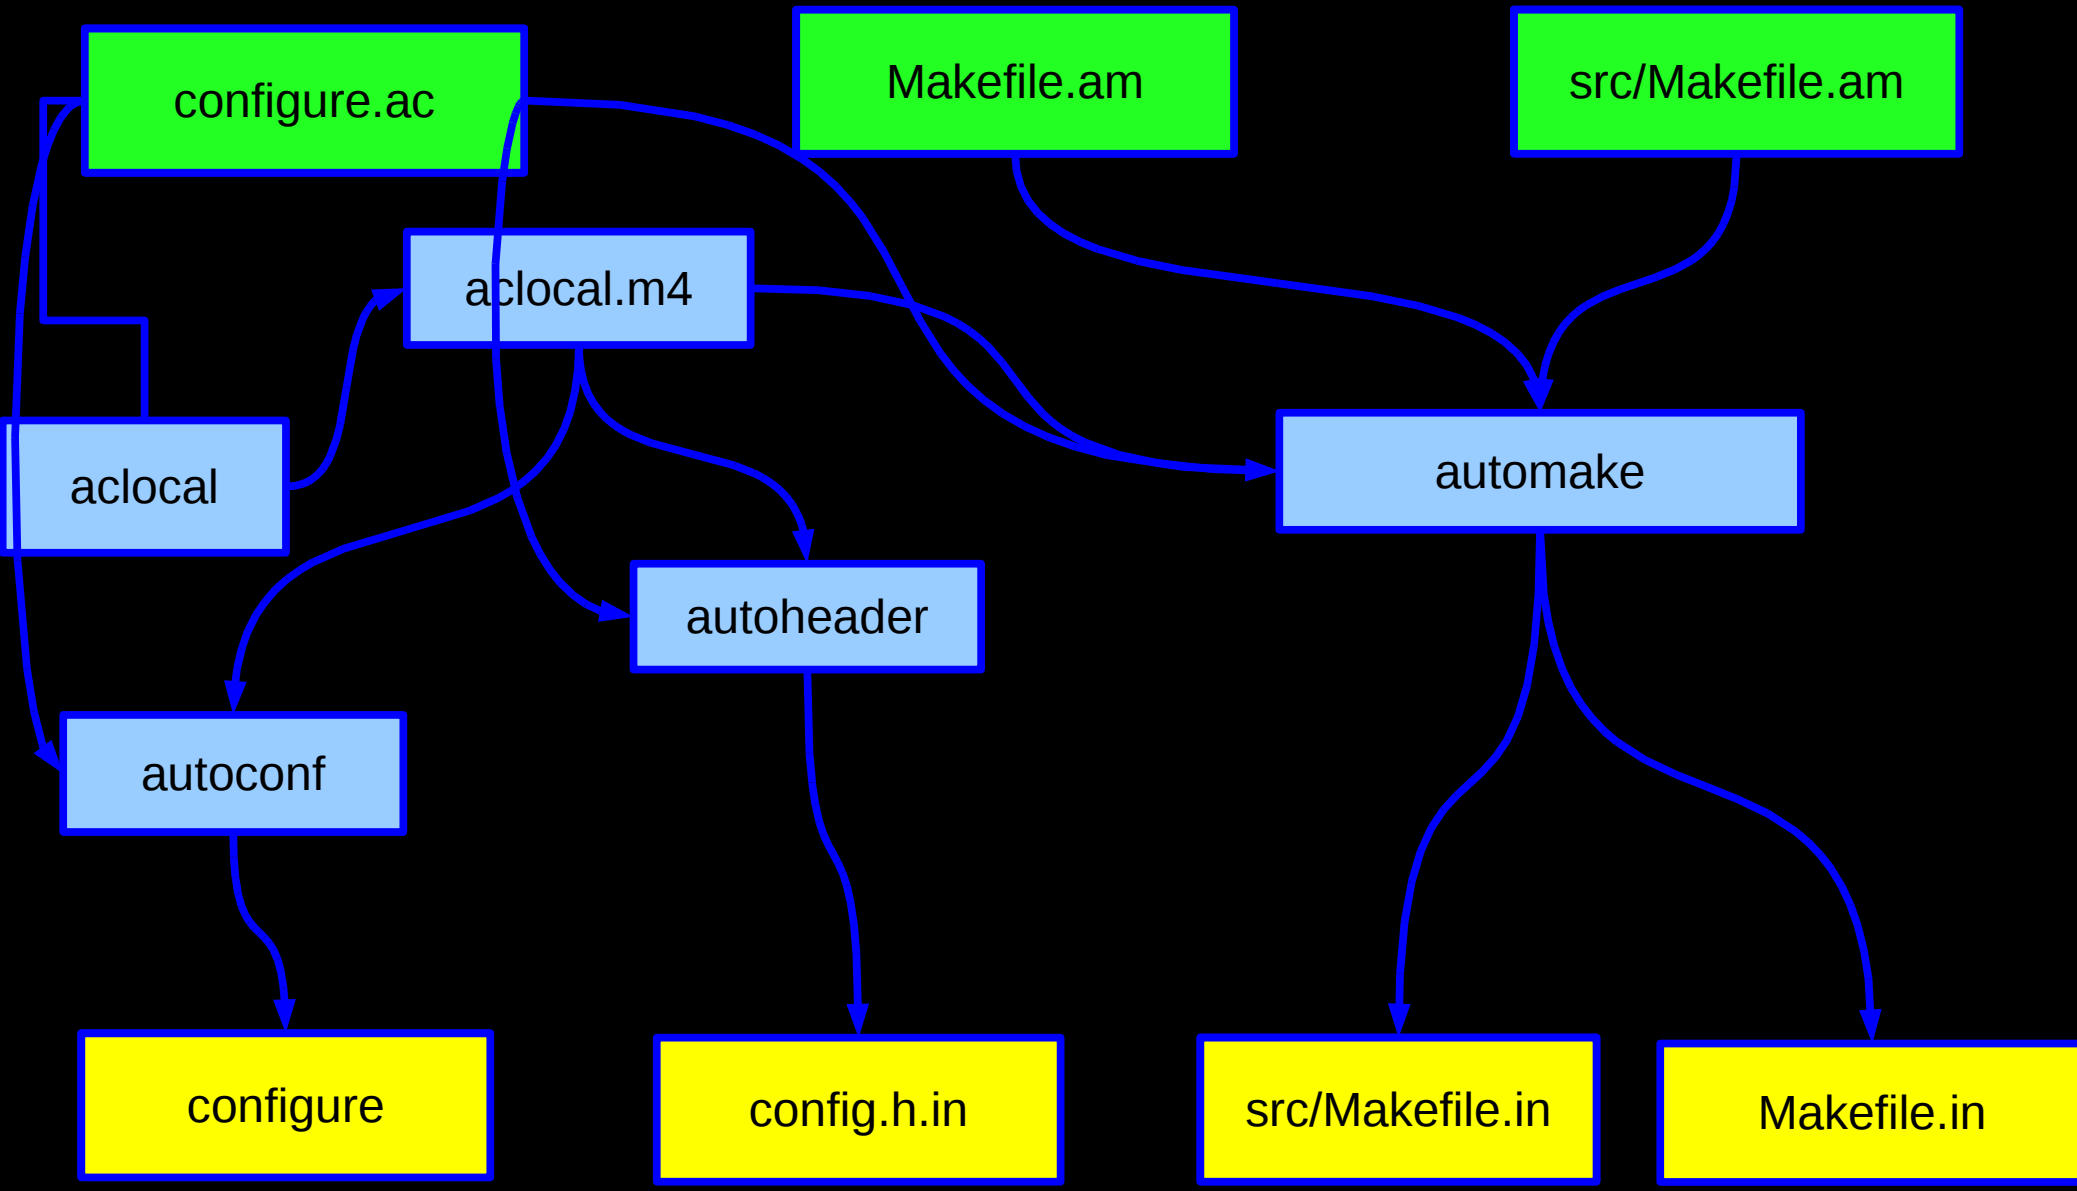 configure.ac
Makefile.am
src/Makefile.am
aclocal.m4
aclocal
automake
autoheader
autoconf
configure
config.h.in
src/Makefile.in
Makefile.in